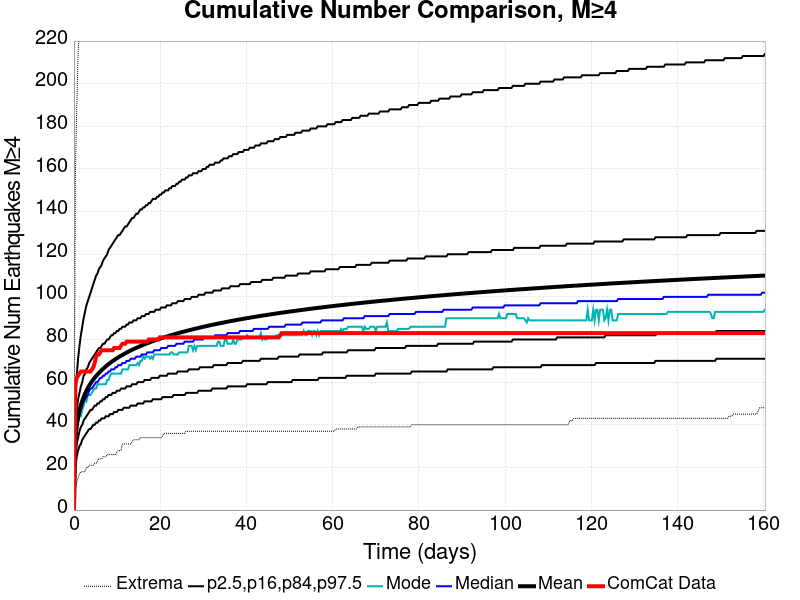 Cumulative Number Comparison, M≥4
Cumulative Num Earthquakes M≥4
220
200
180
160
140
120
100
80
60
40
20
0
0 20 40 60 80 100 120 140 160
Time (days)
Extrema p2.5,p16,p84,p97.5 Mode Median Mean ComCat Data